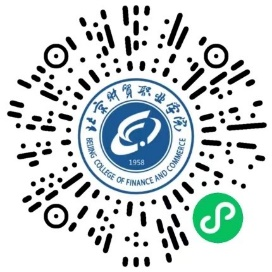 北京财贸职业学院
1958
BEIJING COLLEGE OF FINANCE AND COMMERCE